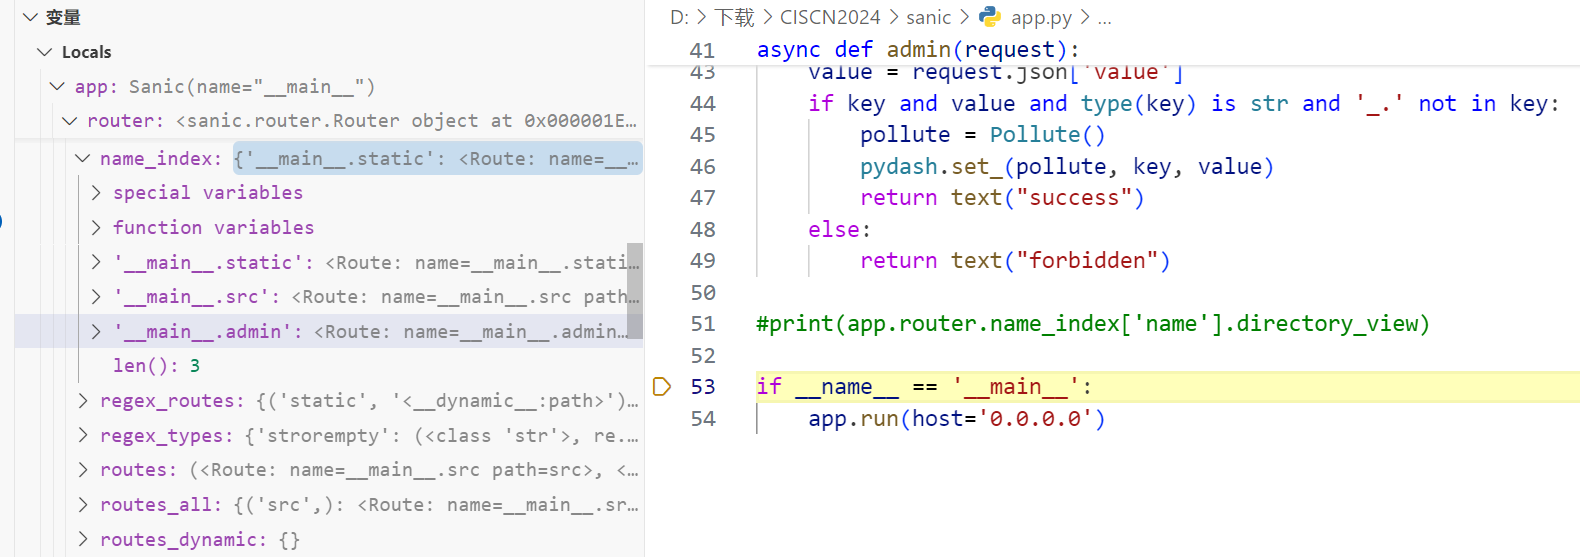 变量
Locals
app: Sanic(name="__main__")
router: <sanic.router.Router object at 0x000001E…
name_index: {'__main__.static': <Route: name=__…
special variables
function variables
'__main__.static': <Route: name=__main__.stati…
'__main__.src': <Route: name=__main__.src path…
'__main__.admin': <Route: name=__main__.admin…
len(): 3
regex_routes: {('static', '<__dynamic__:path>')…
regex_types: {'strorempty': (<class 'str'>, re.…
routes: (<Route: name=__main__.src path=src>, <…
routes_all: {('src',): <Route: name=__main__.sr…
routes_dynamic: {}
D: > 下载 > CISCN2024 > sanic > app.py > ...
41 async def admin(request):
43 value = request.json['value']
44 if key and value and type(key) is str and '_.' not in key:
45 pollute = Pollute()
46 pydash.set_(pollute, key, value)
47 return text("success")
48 else:
49 return text("forbidden")
50
51 #print(app.router.name_index['name'].directory_view)
52
53 if __name__ == '__main__':
54 app.run(host='0.0.0.0')